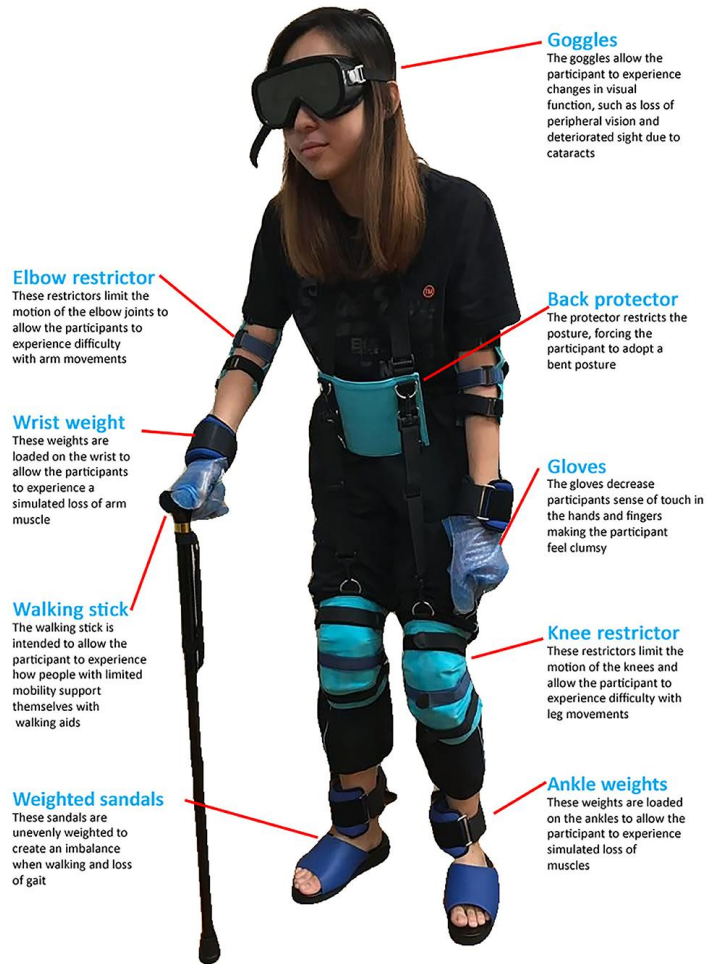 Goggles
The goggles allow the
participant to experience
changes in visual
function, such as loss of
peripheral vision and
deteriorated sight due to
cataracts
Elbow restrictor
These restrictors limit the
motion of the elbow joints to
allow the participants to
experience difficulty
with arm movements
Back protector
The protector restricts the
posture, forcing the
participant to adopt a
bent posture
Wrist weight
These weights are
loaded on the wrist to
allow the participants
to experience a
simulated loss of arm
muscle
Gloves
The gloves decrease
participants sense of touch in
the hands and fingers
making the participant
feel clumsy
Walking stick
The walking stick is
intended to allow the
participant to experience
how people with limited
mobility support
themselves with
walking aids
Knee restrictor
These restrictors limit the
motion of the knees and
allow the participant to
experience difficulty with
leg movements
Weighted sandals
These sandals are
unevenly weighted to
create an imbalance
when walking and loss
of gait
Ankle weights
These weights are loaded
on the ankles to allow the
participant to experience
simulated loss of
muscles
TM